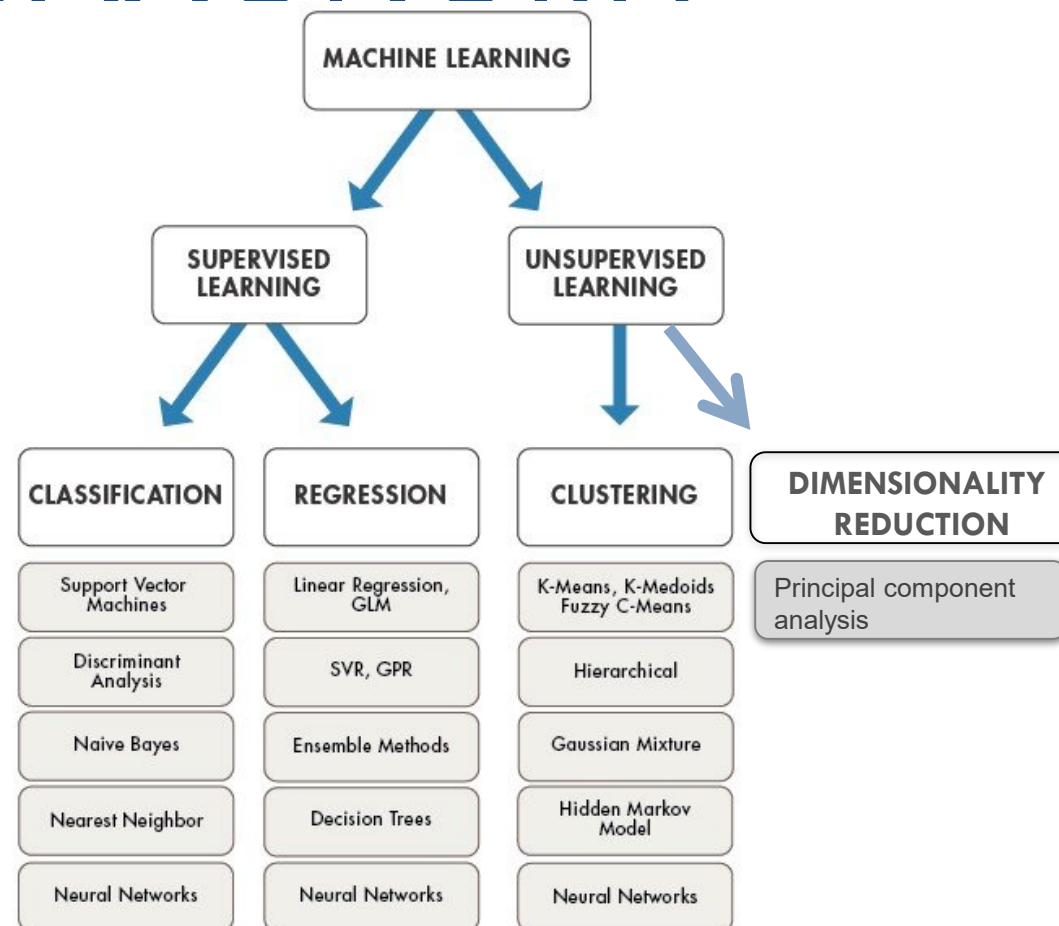 MACHINE LEARNING
SUPERVISED
LEARNING
UNSUPERVISED
LEARNING
CLASSIFICATION
Support Vector
Machines
Discriminant
Analysis
Naive Bayes
Nearest Neighbor
Neural Networks
REGRESSION
Linear Regression,
GLM
SVR, GPR
Ensemble Methods
Decision Trees
Neural Networks
CLUSTERING
K-Means, K-Medoids
Fuzzy C-Means
Hierarchical
Gaussian Mixture
Hidden Markov
Model
Neural Networks
DIMENSIONALITY
REDUCTION
Principal component
analysis